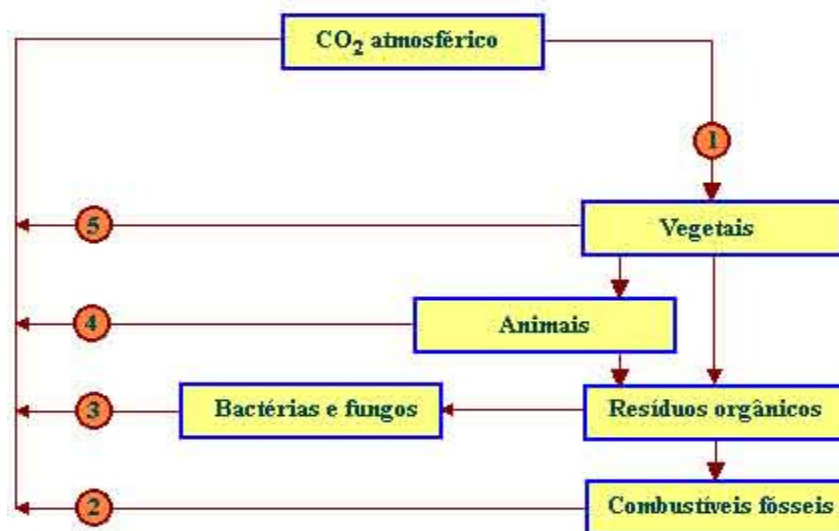 CO₂ atmosférico
1
5
Vegetais
4
Animais
3
Bactérias e fungos
Resíduos orgânicos
2
Combustíveis fósseis